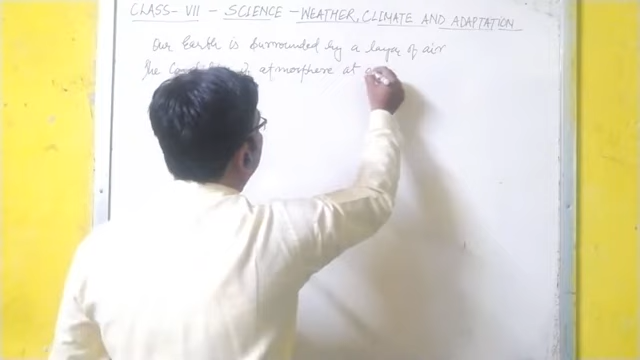 CLASS- VII - SCIENCE - WEATHER, CLIMATE AND ADAPTATION
Our Earth is surrounded by a layer of air
The of atmosphere at